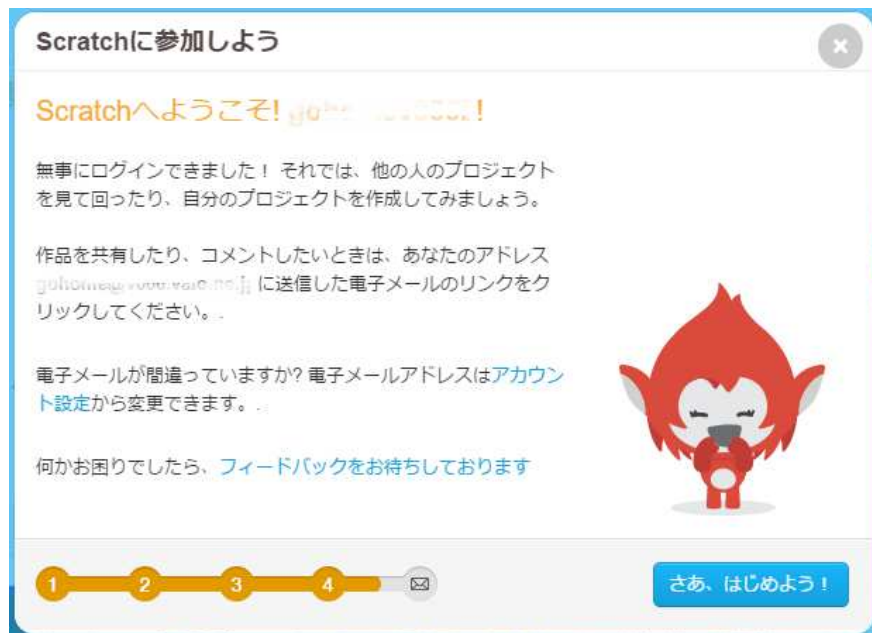 Scratchに参加しよう
Scratchへようこそ! !
無事にログインできました！ それでは、他の人のプロジェクト
を見て回ったり、自分のプロジェクトを作成してみましょう。
作品を共有したり、コメントしたいときは、あなたのアドレス
に送信した電子メールのリンクをク
リックしてください。.
電子メールが間違っていますか? 電子メールアドレスはアカウン
ト設定から変更できます。.
何かお困りでしたら、フィードバックをお待ちしております
1 2 3 4
さあ、はじめよう！